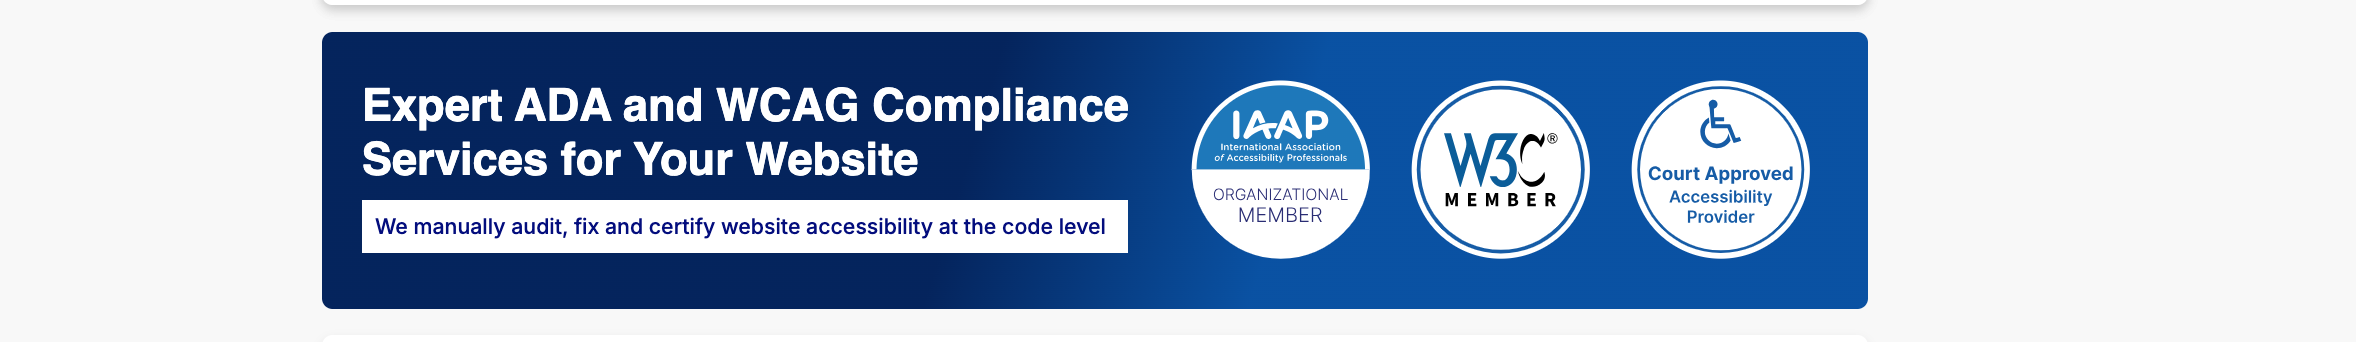 Expert ADA and WCAG Compliance
Services for Your Website
We manually audit, fix and certify website accessibility at the code level
IAAP
International Association
of Accessibility Professionals
ORGANIZATIONAL
MEMBER
W3C®
MEMBER
Court Approved
Accessibility
Provider